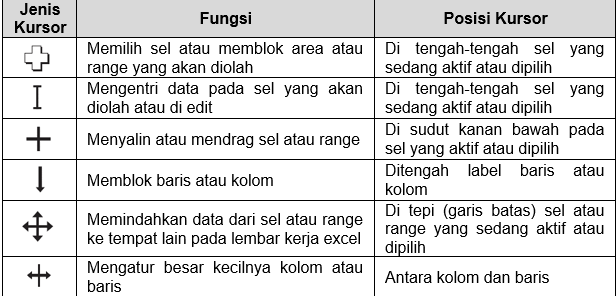 Jenis Kursor Fungsi Posisi Kursor
Memilih sel atau memblok area atau
range yang akan diolah
Di tengah-tengah sel yang
sedang aktif atau dipilih
Mengentri data pada sel yang akan
diolah atau di edit
Di tengah-tengah sel yang
sedang aktif atau dipilih
Menyalin atau mendrag sel atau range
Di sudut kanan bawah pada
sel yang aktif atau dipilih
Memblok baris atau kolom
Ditengah label baris atau
kolom
Memindahkan data dari sel atau range
ke tempat lain pada lembar kerja excel
Di tepi (garis batas) sel atau
range yang sedang aktif atau
dipilih
Mengatur besar kecilnya kolom atau
baris
Antara kolom dan baris